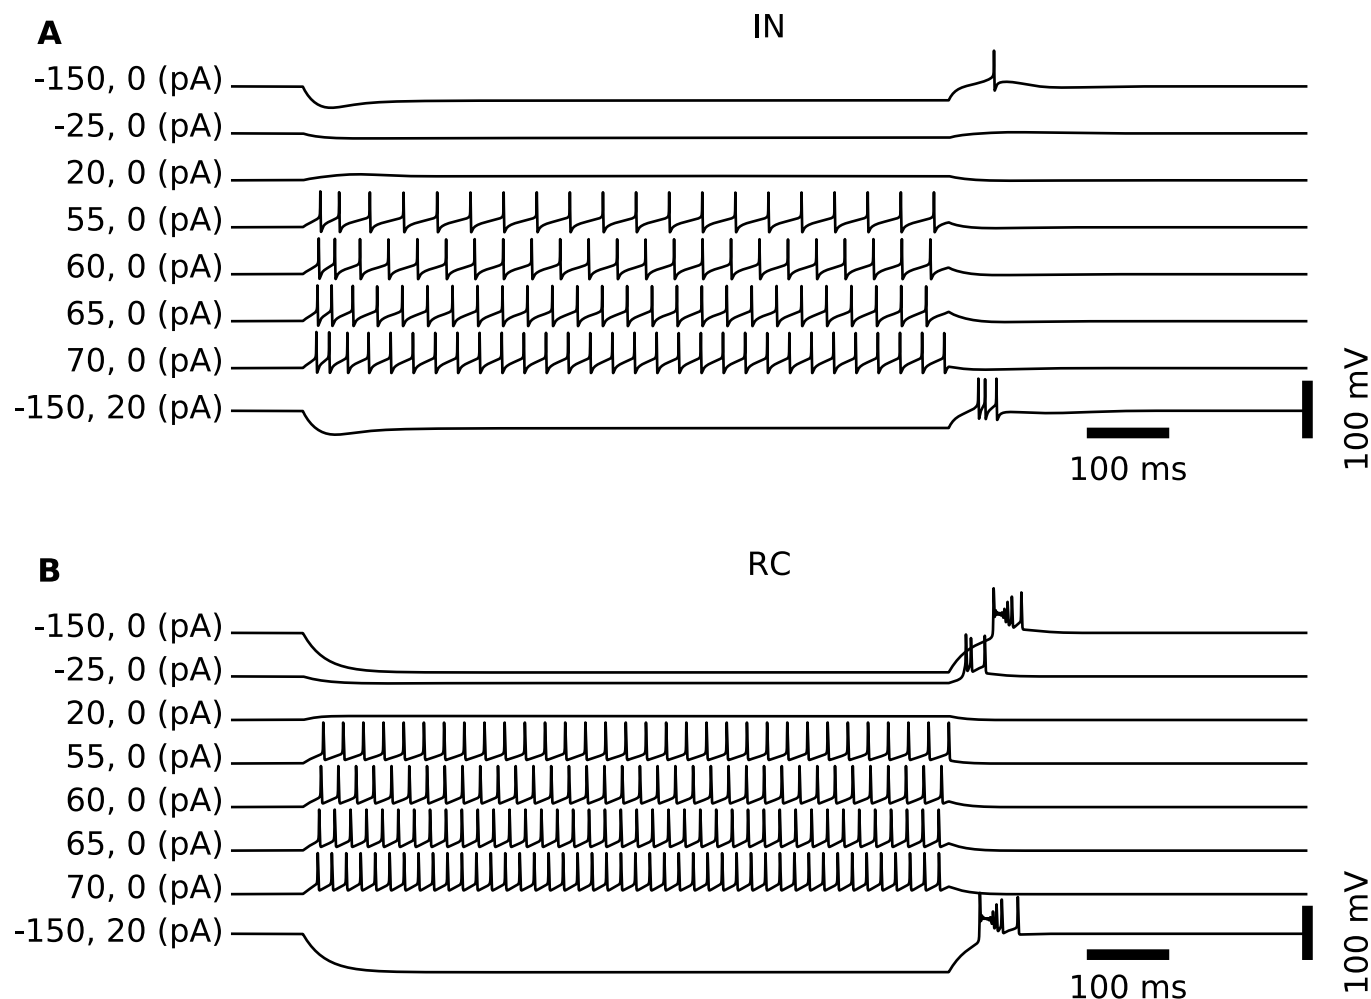 A
IN
-150, 0 (pA)
-25, 0 (pA)
20, 0 (pA)
55, 0 (pA)
60, 0 (pA)
65, 0 (pA)
70, 0 (pA)
-150, 20 (pA)
100 ms
100 mV
B
RC
-150, 0 (pA)
-25, 0 (pA)
20, 0 (pA)
55, 0 (pA)
60, 0 (pA)
65, 0 (pA)
70, 0 (pA)
-150, 20 (pA)
100 ms
100 mV